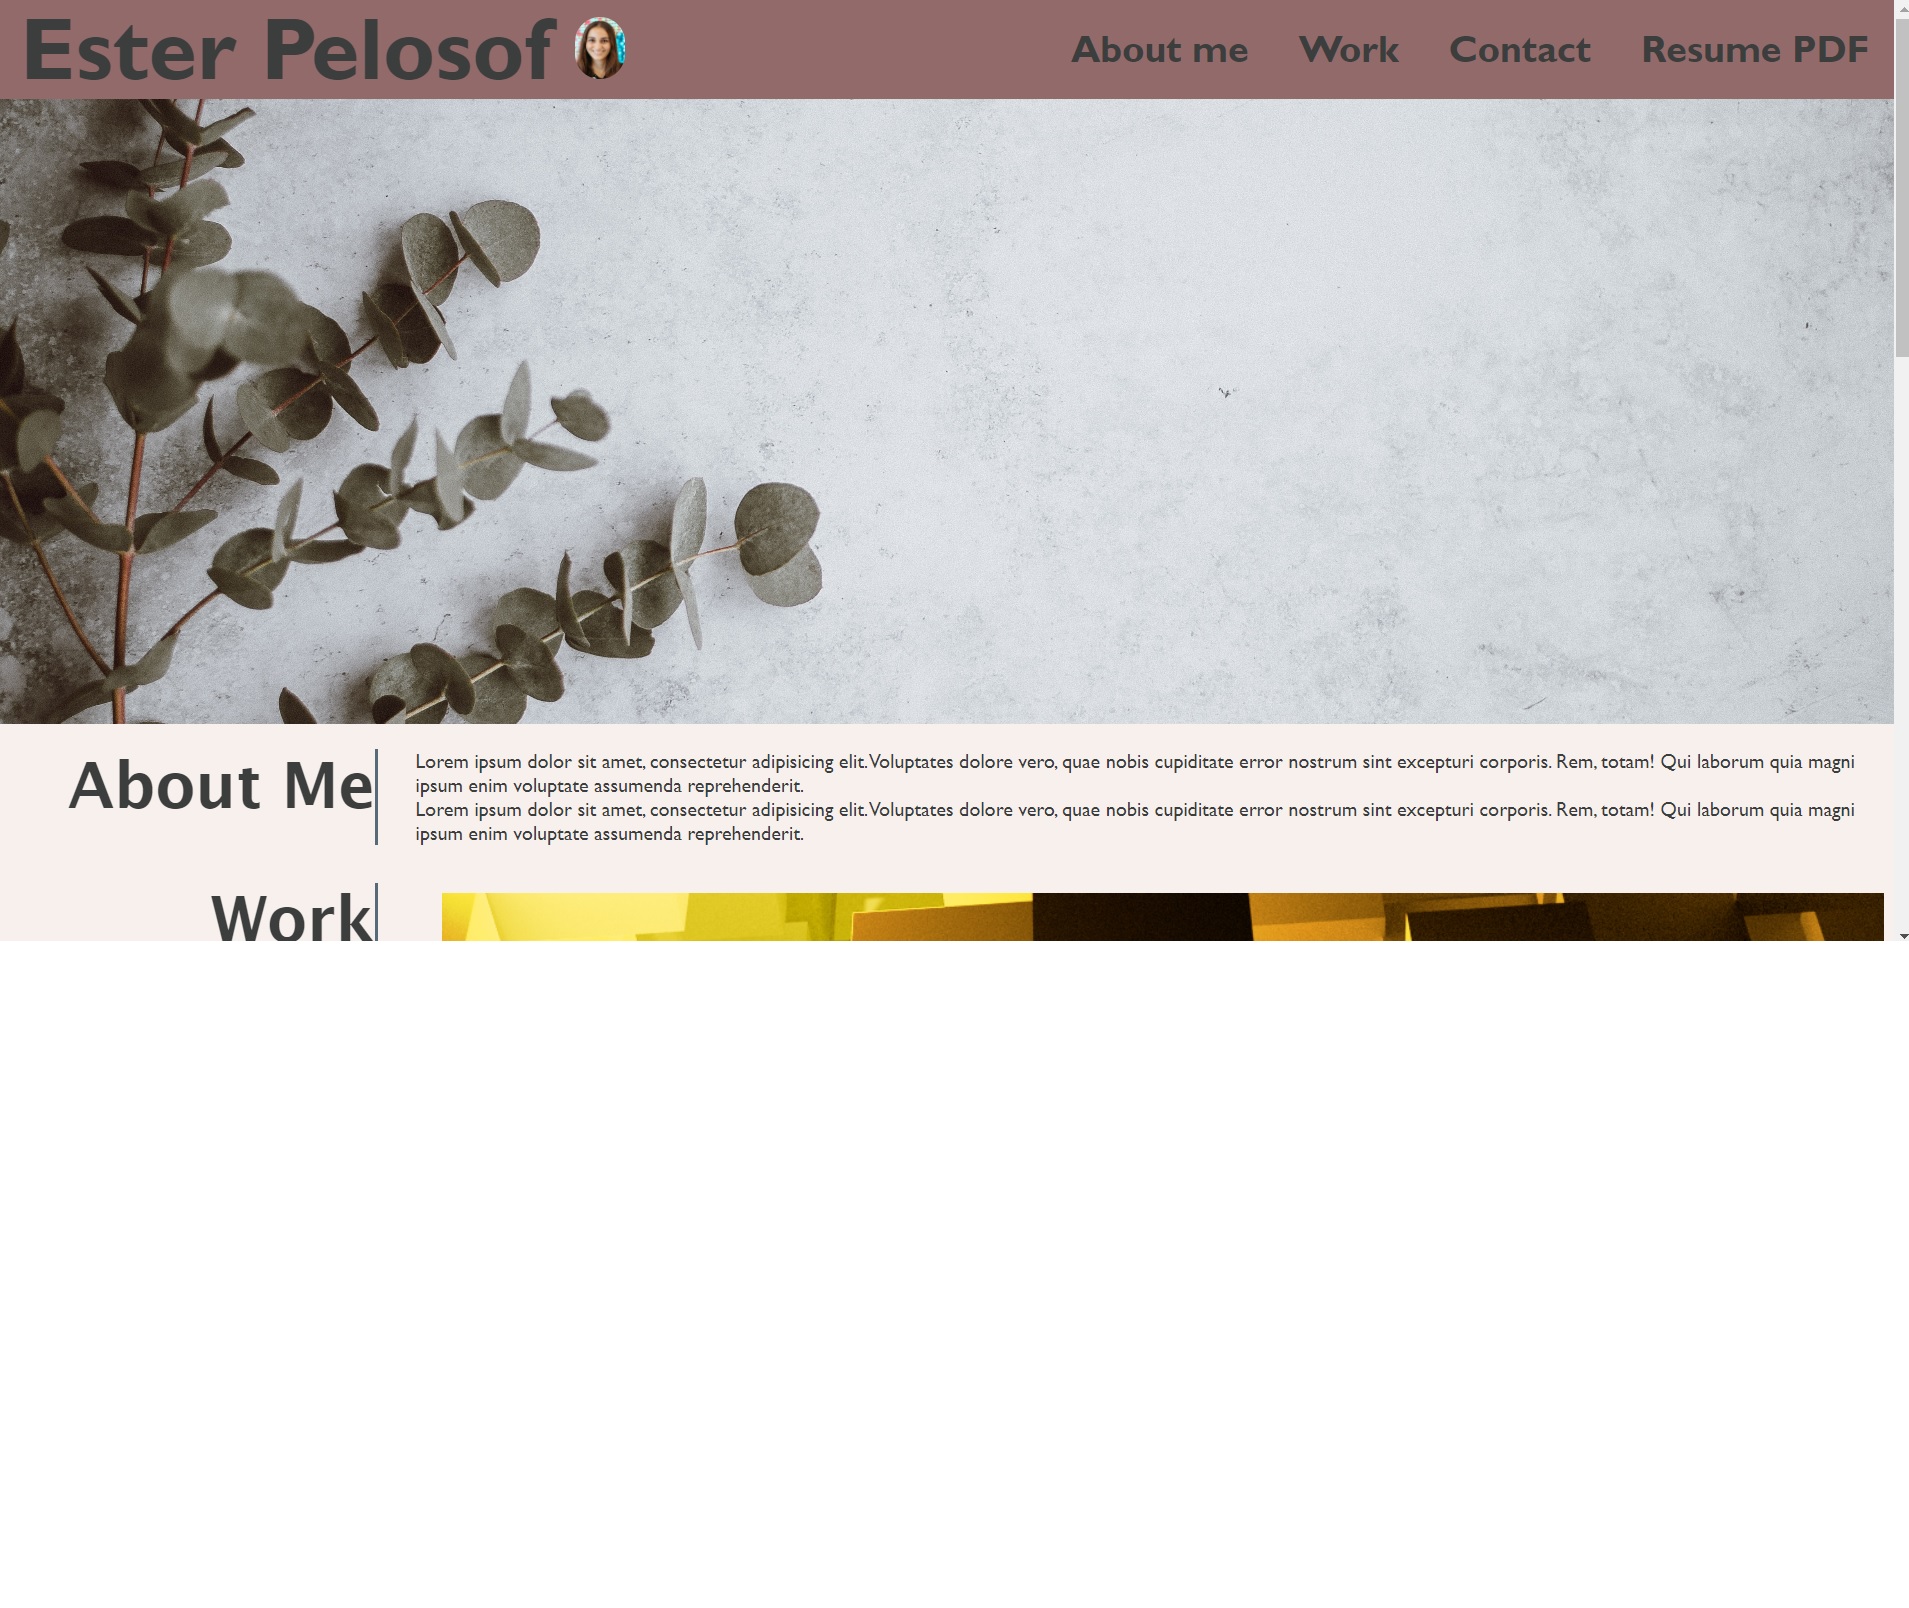 Ester Pelosof
About me Work Contact Resume PDF
About Me
Lorem ipsum dolor sit amet, consectetur adipisicing elit. Voluptates dolore vero, quae nobis cupiditate error nostrum sint excepturi corporis. Rem, totam! Qui laborum quia magni
ipsum enim voluptate assumenda reprehenderit.
Lorem ipsum dolor sit amet, consectetur adipisicing elit. Voluptates dolore vero, quae nobis cupiditate error nostrum sint excepturi corporis. Rem, totam! Qui laborum quia magni
ipsum enim voluptate assumenda reprehenderit.
Work